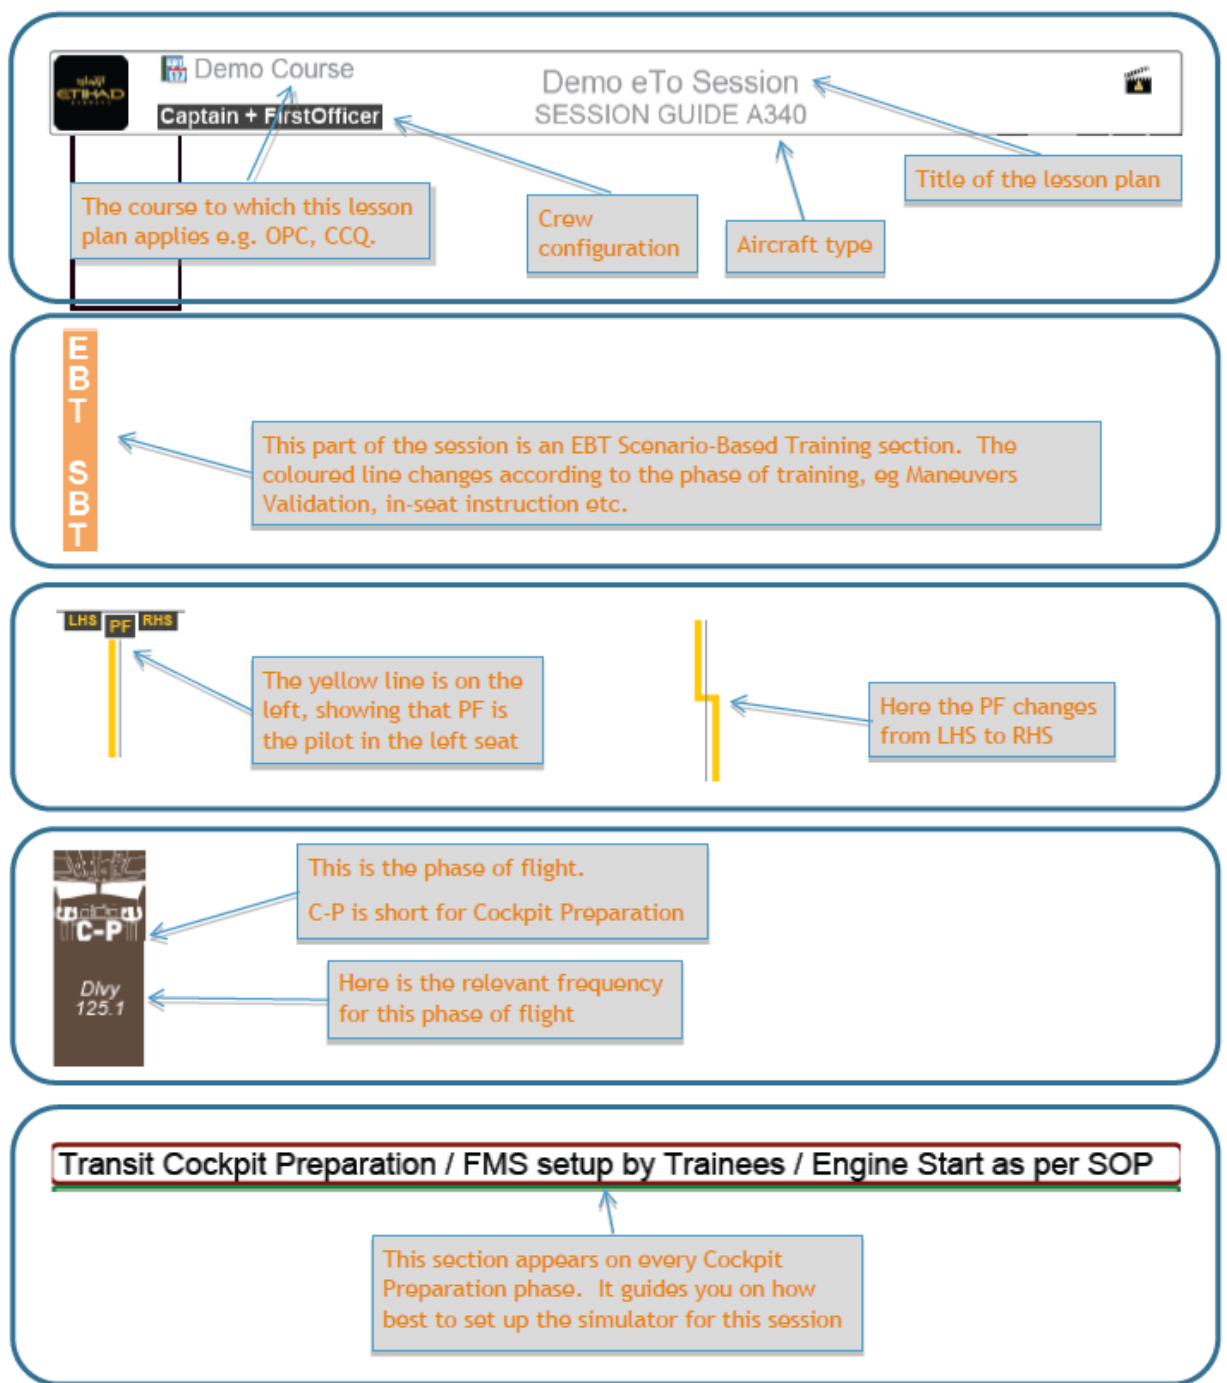 Demo Course
Demo eTo Session
الإتحاد
ETIHAD
AIRWAYS
Captain + FirstOfficer
SESSION GUIDE A340
The course to which this lesson
plan applies e.g. OPC, CCQ.
Crew
configuration
Aircraft type
Title of the lesson plan
E
B
T
S
B
T
This part of the session is an EBT Scenario-Based Training section. The
coloured line changes according to the phase of training, eg Maneuvers
Validation, in-seat instruction etc.
LHS PF RHS
The yellow line is on the
left, showing that PF is
the pilot in the left seat
Here the PF changes
from LHS to RHS
This is the phase of flight.
C-P is short for Cockpit Preparation
C-P
Dlvy
125.1
Here is the relevant frequency
for this phase of flight
Transit Cockpit Preparation / FMS setup by Trainees / Engine Start as per SOP
This section appears on every Cockpit
Preparation phase. It guides you on how
best to set up the simulator for this session